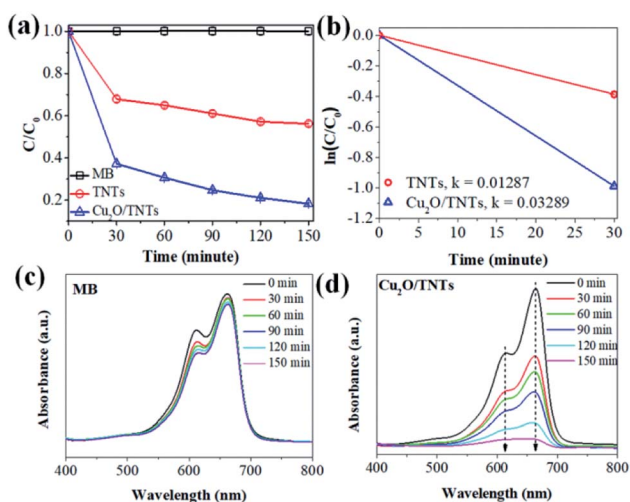 (a)
1.0
0.8
0.6
0.4
0.2
C/C₀
MB
TNTs
Cu₂O/TNTs
0 30 60 90 120 150
Time (minute)
(b)
0.0
-0.2
-0.4
-0.6
-0.8
-1.0
-1.2
ln(C/C₀)
TNTs, k = 0.01287
Cu₂O/TNTs, k = 0.03289
0 5 10 15 20 25 30
Time (minute)
(c)
MB
0 min
30 min
60 min
90 min
120 min
150 min
Absorbance (a.u.)
400 500 600 700 800
Wavelength (nm)
(d)
Cu₂O/TNTs
0 min
30 min
60 min
90 min
120 min
150 min
Absorbance (a.u.)
400 500 600 700 800
Wavelength (nm)